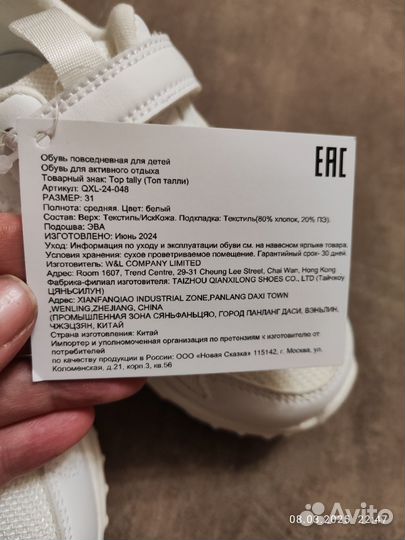 Обувь повседневная для детей
Обувь для активного отдыха
Товарный знак: Top tally (Топ талли)
Артикул: QXL-24-048
РАЗМЕР: 31
Полнота: средняя. Цвет: белый
Состав: Верх: Текстиль/ИскКожа. Подкладка: Текстиль(80% хлопок, 20% ПЭ).
Подошва: ЭВА
ИЗГОТОВЛЕНО: Июнь 2024
Уход: Информация по уходу и эксплуатации обуви см. на навесном ярлыке товара.
Условия хранения: сухое проветриваемое помещение. Гарантийный срок- 30 дней.
Изготовитель: W&L COMPANY LIMITED
Адрес: Room 1607, Trend Centre, 29-31 Cheung Lee Street, Chai Wan, Hong Kong
Фабрика-филиал изготовителя: TAIZHOU QIANXILONG SHOES CO., LTD (Тайчжоу
ЦЯНЬСИЛУН)
Адрес: XIANFANQIAO INDUSTRIAL ZONE,PANLANG DAXI TOWN
,WENLING,ZHEJIANG, CHINA
(ПРОМЫШЛЕННАЯ ЗОНА СЯНЬФАНЬЦЯО, ГОРОД ПАНЛАНГ ДАСИ, ВЭНЬЛИН,
ЧЖЭЦЗЯН, КИТАЙ
Страна изготовления: Китай
Импортер и уполномоченная организация по претензиям к изготовителю от
потребителей
по качеству продукции в России: ООО «Новая Сказка» 115142, г. Москва, ул.
Коломенская, д.21, корп.3, кв.56
EAC
08.03.2025 22:47
Avito